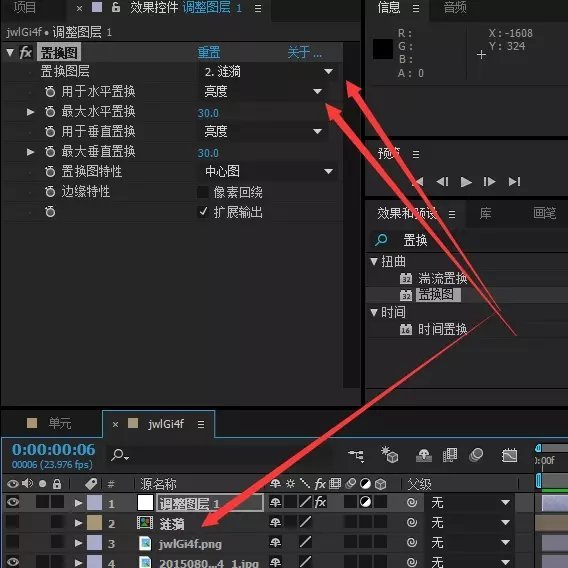 项目
效果控件 调整图层 1
jwlGi4f • 调整图层 1
fx 置换图 重置 关于...
置换图层 2. 涟漪
用于水平置换 亮度
最大水平置换 30.0
用于垂直置换 亮度
最大垂直置换 30.0
置换图特性 中心图
边缘特性 像素回绕
扩展输出
信息 音频
R :
G :
B :
A : 0
X : -1608
Y : 324
预览
效果和预设 库 画笔
置换
扭曲
32 湍流置换
32 置换图
时间
16 时间置换
单元 jwlGi4f
0:00:00:06
00006 (23.976 fps)
:00f
# 源名称 fx 父级
1 调整图层 1 fx 无
2 涟漪 无
3 jwlGi4f.png 无
4 2015080...4_1.jpg 无